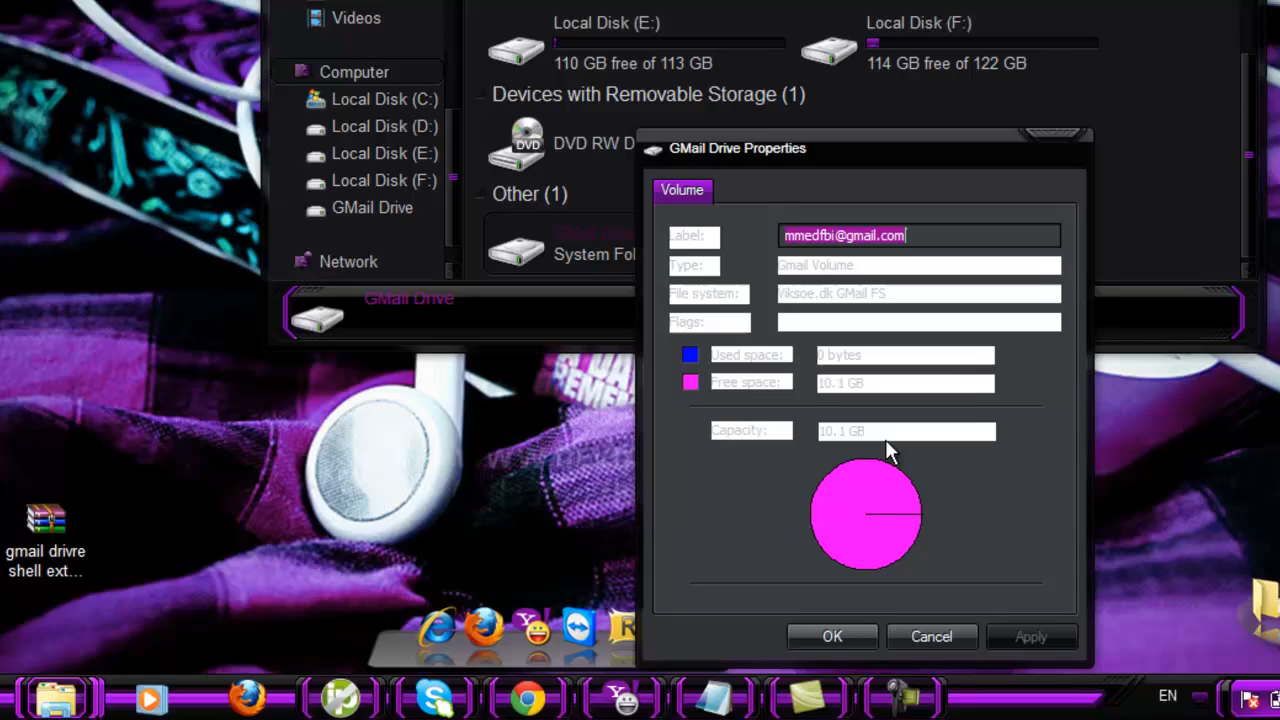 Videos
Computer
Local Disk (C:)
Local Disk (D:)
Local Disk (E:)
Local Disk (F:)
GMail Drive
Network
Local Disk (E:)
110 GB free of 113 GB
Local Disk (F:)
114 GB free of 122 GB
Devices with Removable Storage (1)
DVD
DVD RW D
Other (1)
System Fol
GMail Drive
GMail Drive Properties
Volume
Label: mmedfbi@gmail.com
Type: Gmail Volume
File system: Viksoe.dk GMail FS
Flags:
Used space: 0 bytes
Free space: 10.1 GB
Capacity: 10.1 GB
OK Cancel Apply
gmail drivre
shell ext...
EN